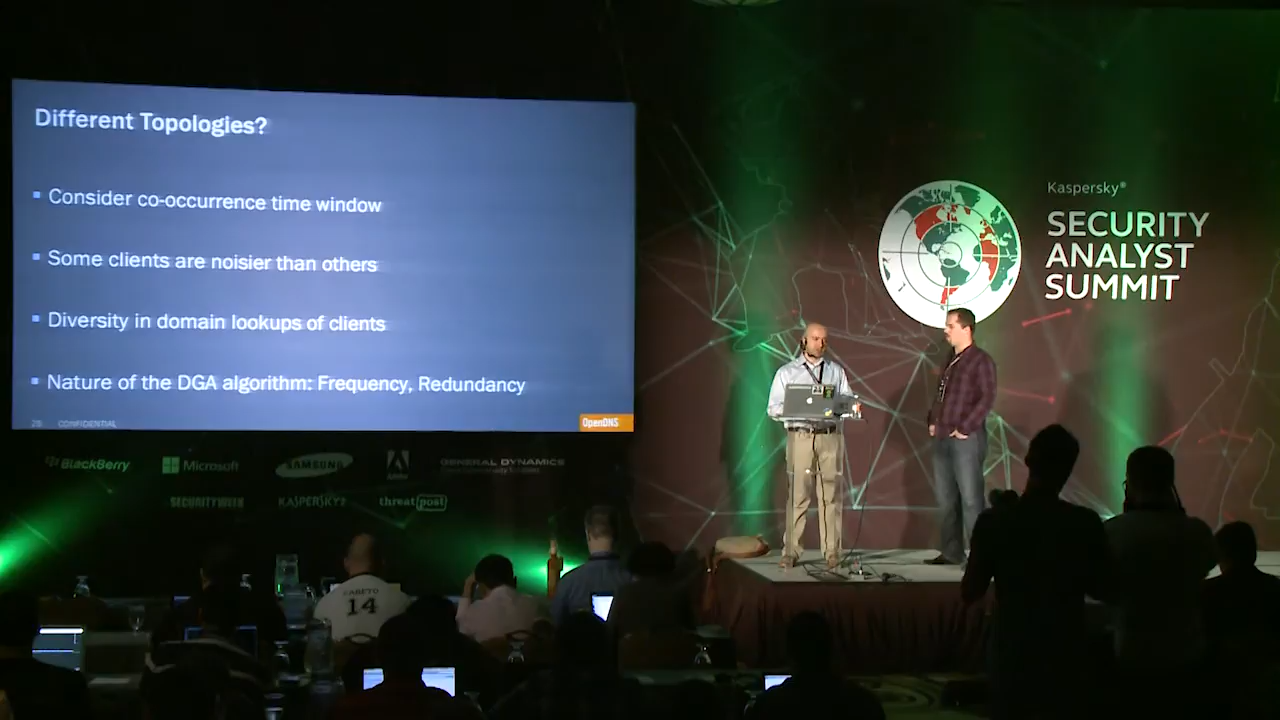 Different Topologies?
▪ Consider co-occurrence time window
▪ Some clients are noisier than others
▪ Diversity in domain lookups of clients
▪ Nature of the DGA algorithm: Frequency, Redundancy
28 CONFIDENTIAL
OpenDNS
Kaspersky®
SECURITY
ANALYST
SUMMIT
BlackBerry
Microsoft
SAMSUNG
Adobe
GENERAL DYNAMICS
SECURITYWEEK
KASPERSKY
threatpost
14